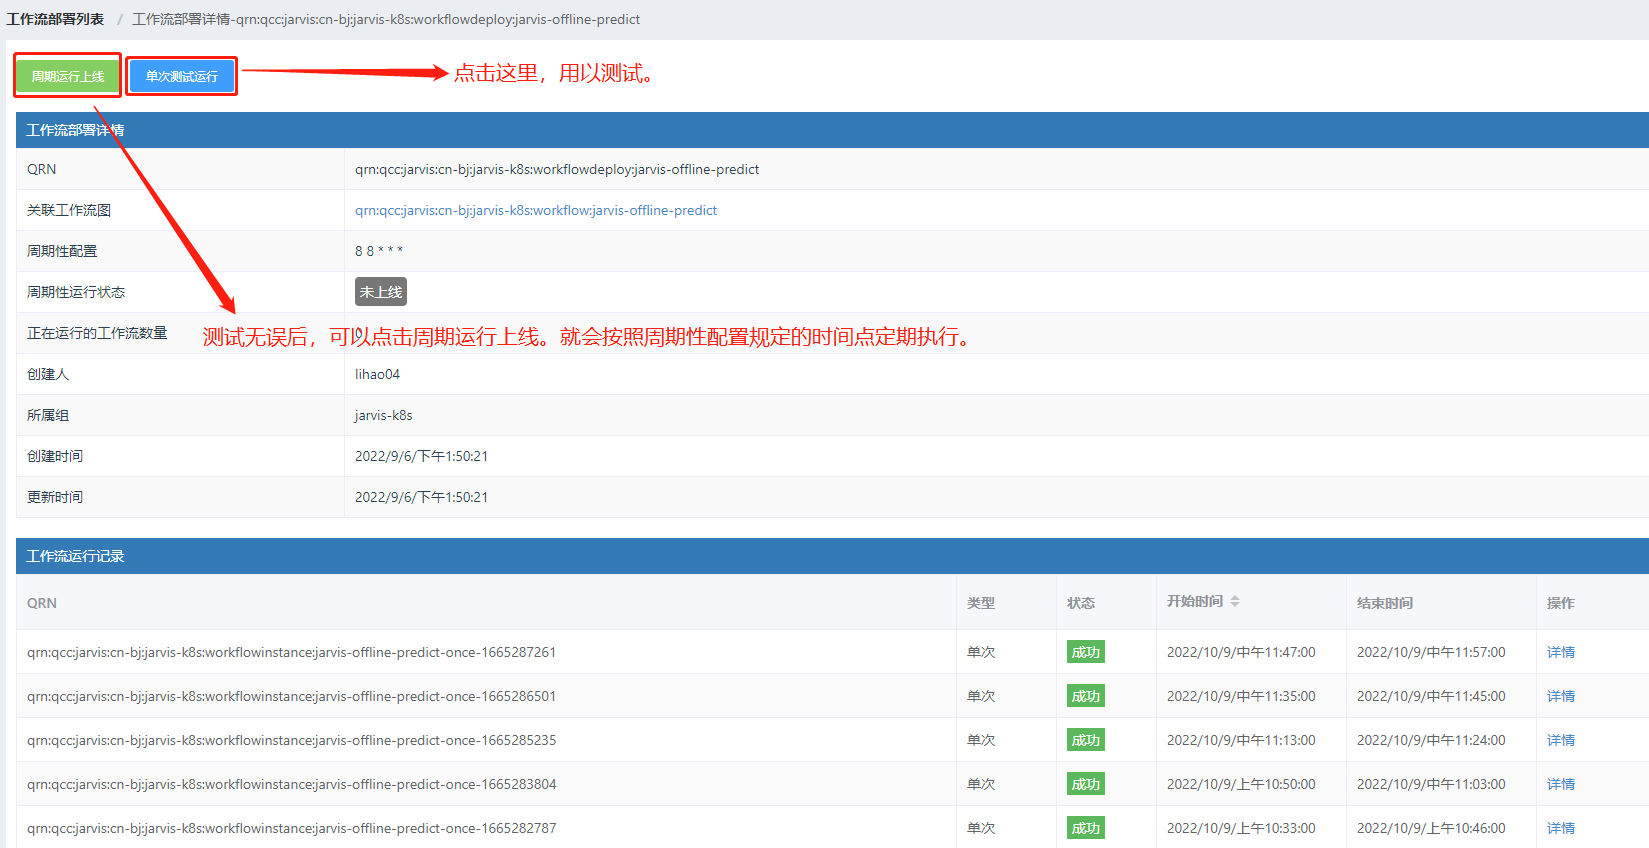 工作流部署列表 / 工作流部署详情-qrn:qcc:jarvis:cn-bj:jarvis-k8s:workflowdeploy:jarvis-offline-predict
周期运行上线 单次测试运行 点击这里，用以测试。
工作流部署详情
QRN qrn:qcc:jarvis:cn-bj:jarvis-k8s:workflowdeploy:jarvis-offline-predict
关联工作流图 qrn:qcc:jarvis:cn-bj:jarvis-k8s:workflow:jarvis-offline-predict
周期性配置 8 8 * * *
周期性运行状态 未上线
正在运行的工作流数量 测试无误后，可以点击周期运行上线。就会按照周期性配置规定的时间点定期执行。
创建人 lihao04
所属组 jarvis-k8s
创建时间 2022/9/6/下午1:50:21
更新时间 2022/9/6/下午1:50:21
工作流运行记录
QRN 类型 状态 开始时间 结束时间 操作
qrn:qcc:jarvis:cn-bj:jarvis-k8s:workflowinstance:jarvis-offline-predict-once-1665287261 单次 成功 2022/10/9/中午11:47:00 2022/10/9/中午11:57:00 详情
qrn:qcc:jarvis:cn-bj:jarvis-k8s:workflowinstance:jarvis-offline-predict-once-1665286501 单次 成功 2022/10/9/中午11:35:00 2022/10/9/中午11:45:00 详情
qrn:qcc:jarvis:cn-bj:jarvis-k8s:workflowinstance:jarvis-offline-predict-once-1665285235 单次 成功 2022/10/9/中午11:13:00 2022/10/9/中午11:24:00 详情
qrn:qcc:jarvis:cn-bj:jarvis-k8s:workflowinstance:jarvis-offline-predict-once-1665283804 单次 成功 2022/10/9/上午10:50:00 2022/10/9/中午11:03:00 详情
qrn:qcc:jarvis:cn-bj:jarvis-k8s:workflowinstance:jarvis-offline-predict-once-1665282787 单次 成功 2022/10/9/上午10:33:00 2022/10/9/上午10:46:00 详情